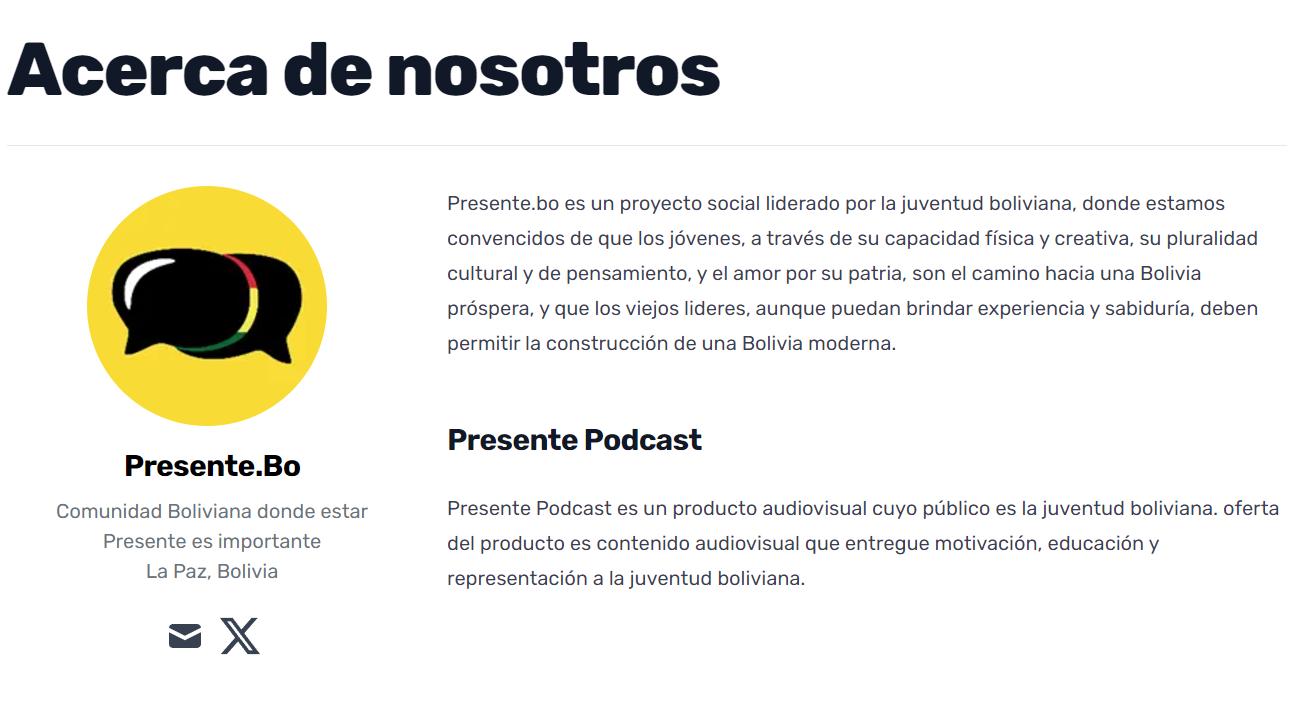 Acerca de nosotros
Presente.Bo
Comunidad Boliviana donde estar
Presente es importante
La Paz, Bolivia
Presente.bo es un proyecto social liderado por la juventud boliviana, donde estamos
convencidos de que los jóvenes, a través de su capacidad física y creativa, su pluralidad
cultural y de pensamiento, y el amor por su patria, son el camino hacia una Bolivia
próspera, y que los viejos lideres, aunque puedan brindar experiencia y sabiduría, deben
permitir la construcción de una Bolivia moderna.
Presente Podcast
Presente Podcast es un producto audiovisual cuyo público es la juventud boliviana. oferta
del producto es contenido audiovisual que entregue motivación, educación y
representación a la juventud boliviana.